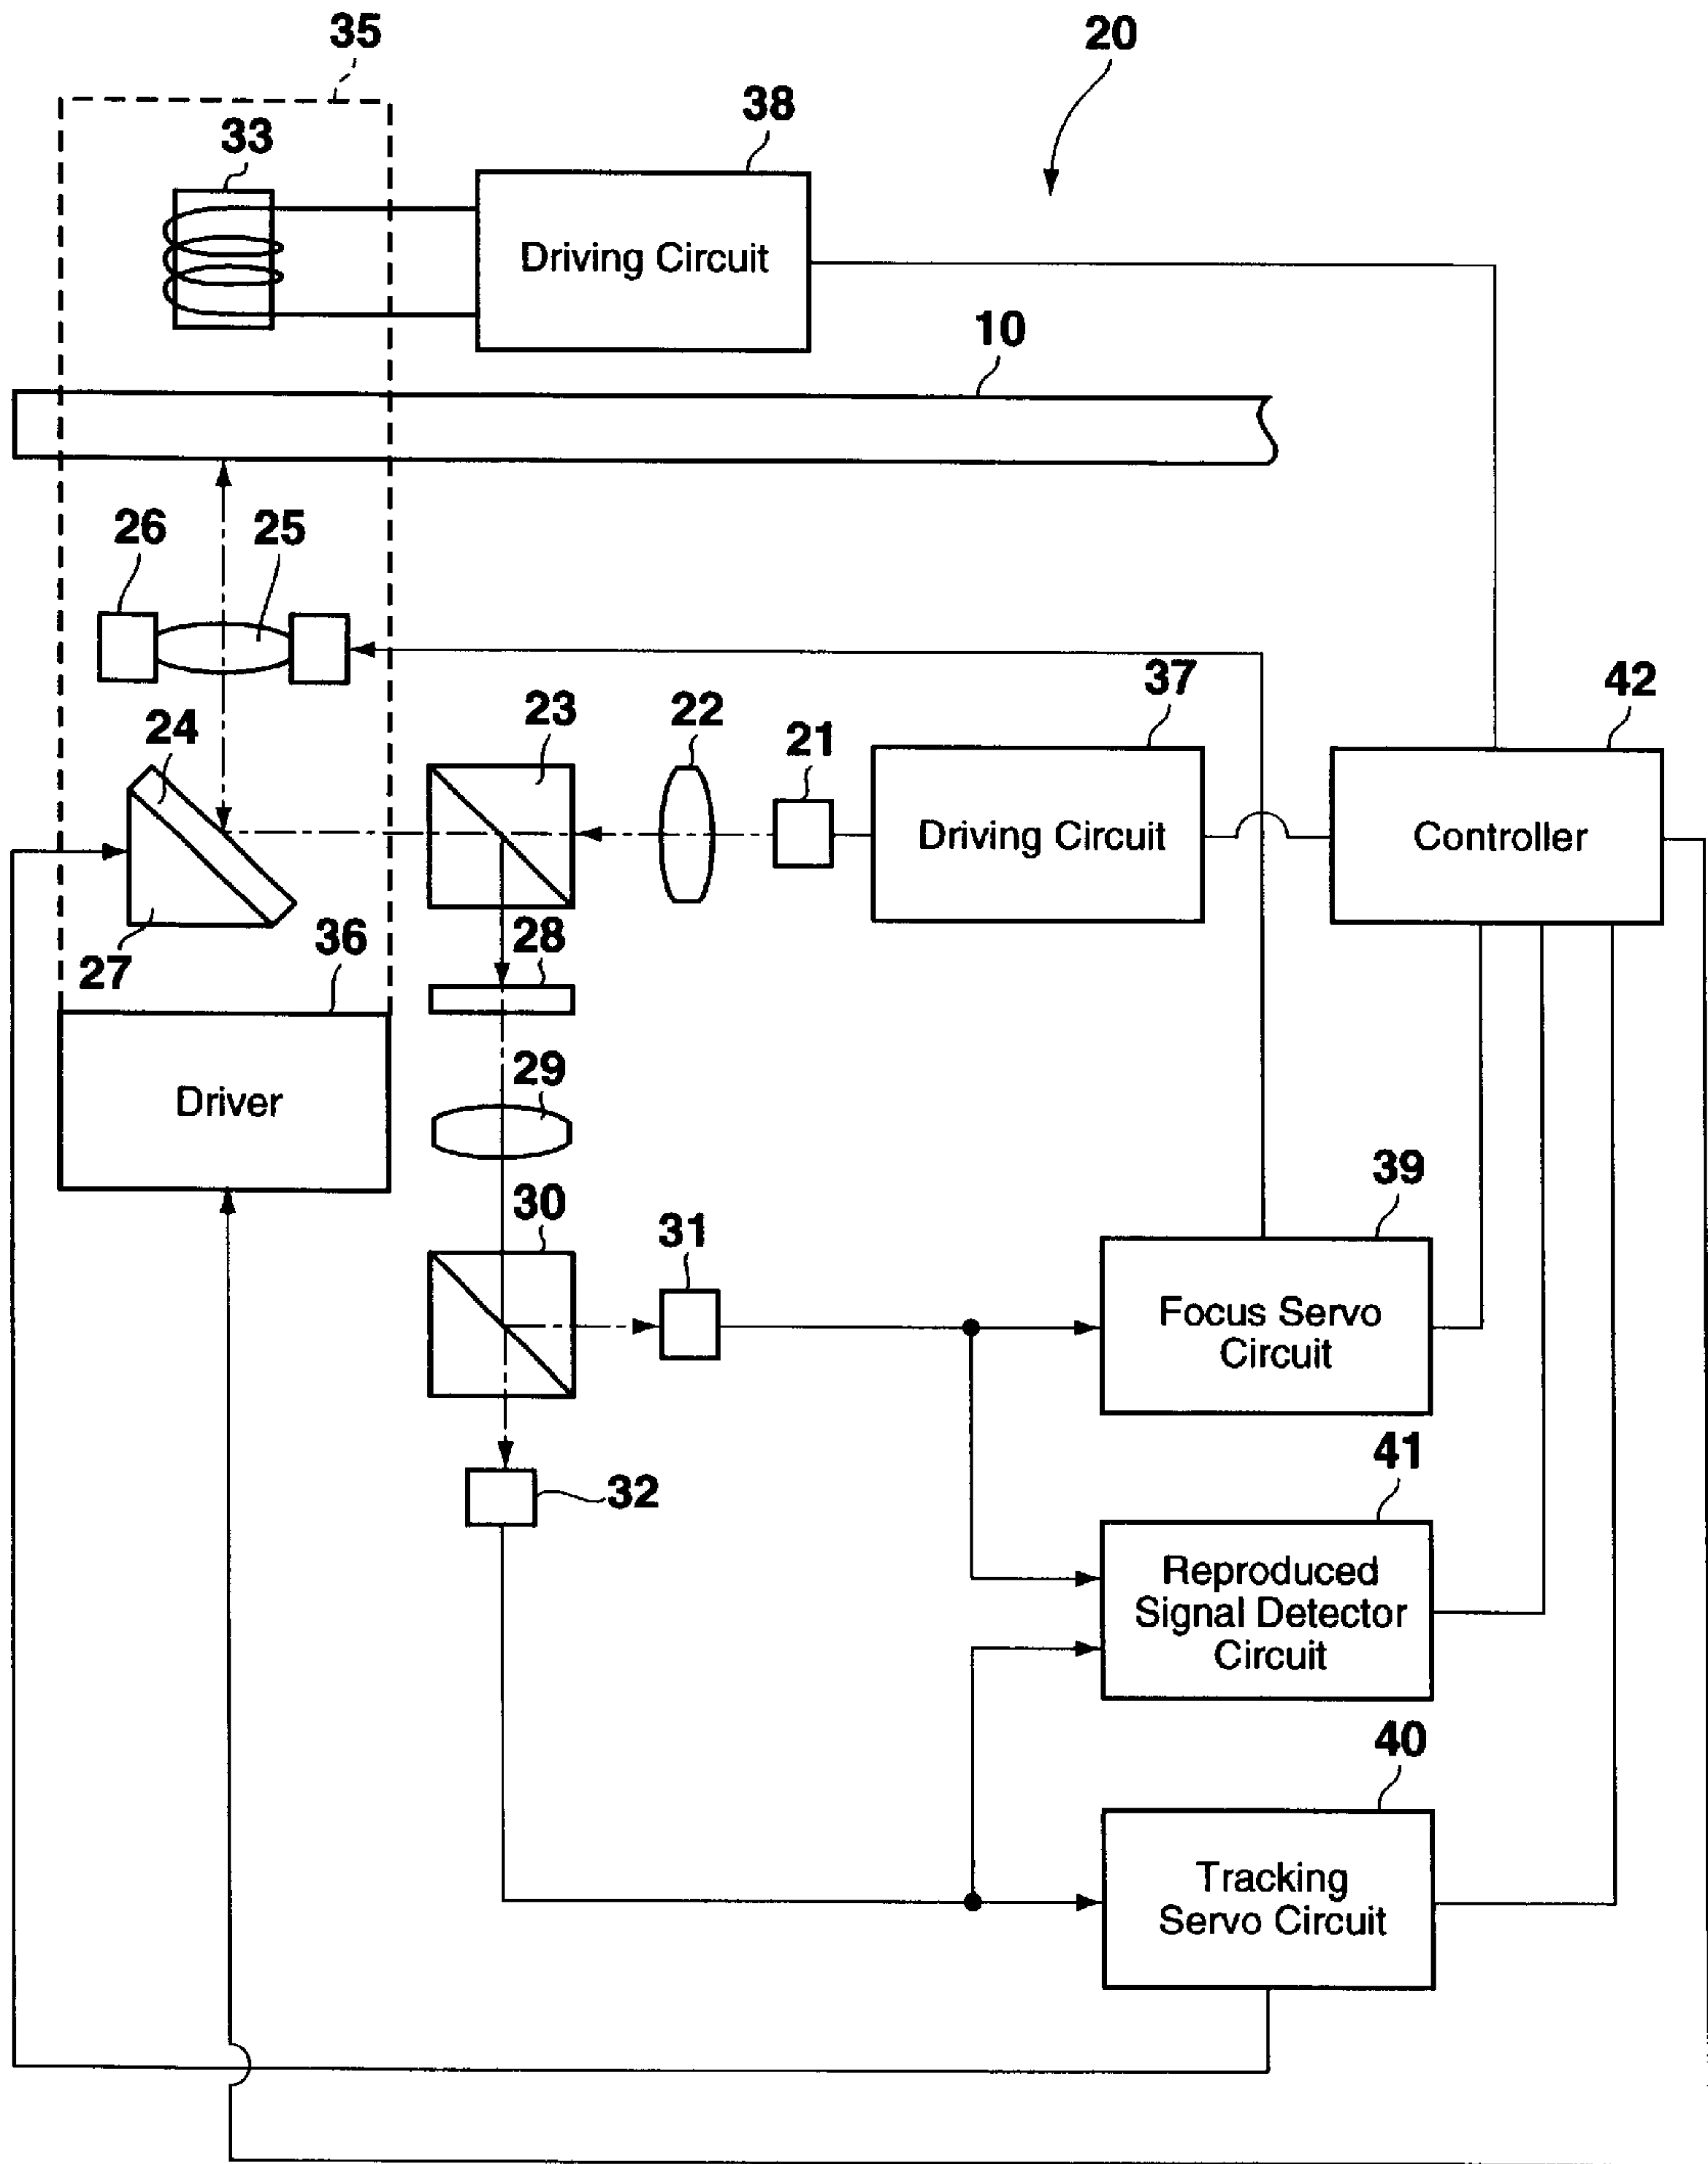 35
20
38
33
Driving Circuit
10
26
25
37
42
23
22
24
21
Driving Circuit
Controller
28
36
27
29
Driver
39
30
31
Focus Servo
Circuit
41
32
Reproduced
Signal Detector
Circuit
40
Tracking
Servo Circuit